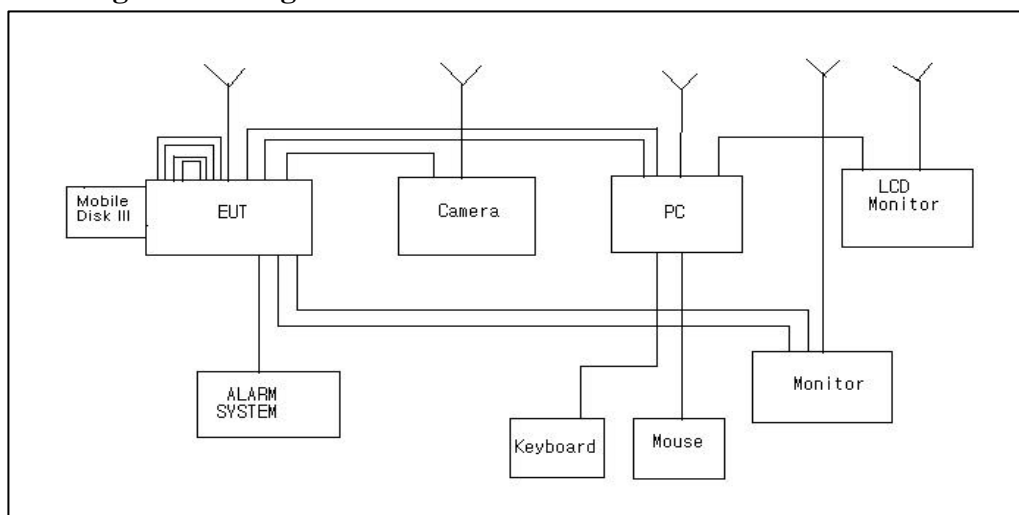 Mobile
Disk III
EUT
Camera
PC
LCD
Monitor
ALARM
SYSTEM
Monitor
Keyboard
Mouse